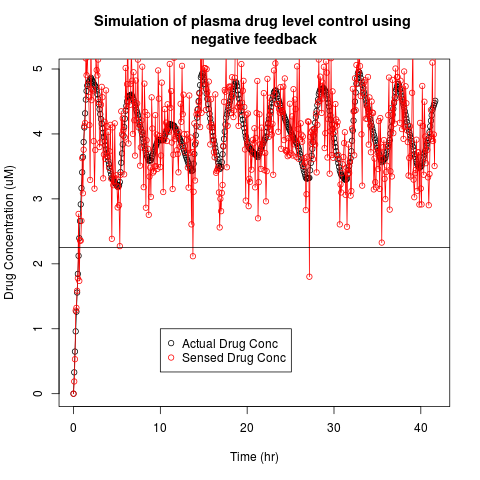 Simulation of plasma drug level control using
negative feedback
Drug Concentration (uM)
5
4
3
2
1
0
Actual Drug Conc
Sensed Drug Conc
0 10 20 30 40
Time (hr)